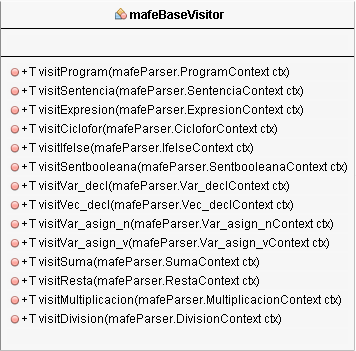 mafeBaseVisitor
+T visitProgram(mafeParser.ProgramContext ctx)
+T visitSentencia(mafeParser.SentenciaContext ctx)
+T visitExpresion(mafeParser.ExpresionContext ctx)
+T visitCiclofor(mafeParser.CicloforContext ctx)
+T visitIfelse(mafeParser.IfelseContext ctx)
+T visitSentbooleana(mafeParser.SentbooleanaContext ctx)
+T visitVar_decl(mafeParser.Var_declContext ctx)
+T visitVec_decl(mafeParser.Vec_declContext ctx)
+T visitVar_asign_n(mafeParser.Var_asign_nContext ctx)
+T visitVar_asign_v(mafeParser.Var_asign_vContext ctx)
+T visitSuma(mafeParser.SumaContext ctx)
+T visitResta(mafeParser.RestaContext ctx)
+T visitMultiplicacion(mafeParser.MultiplicacionContext ctx)
+T visitDivision(mafeParser.DivisionContext ctx)